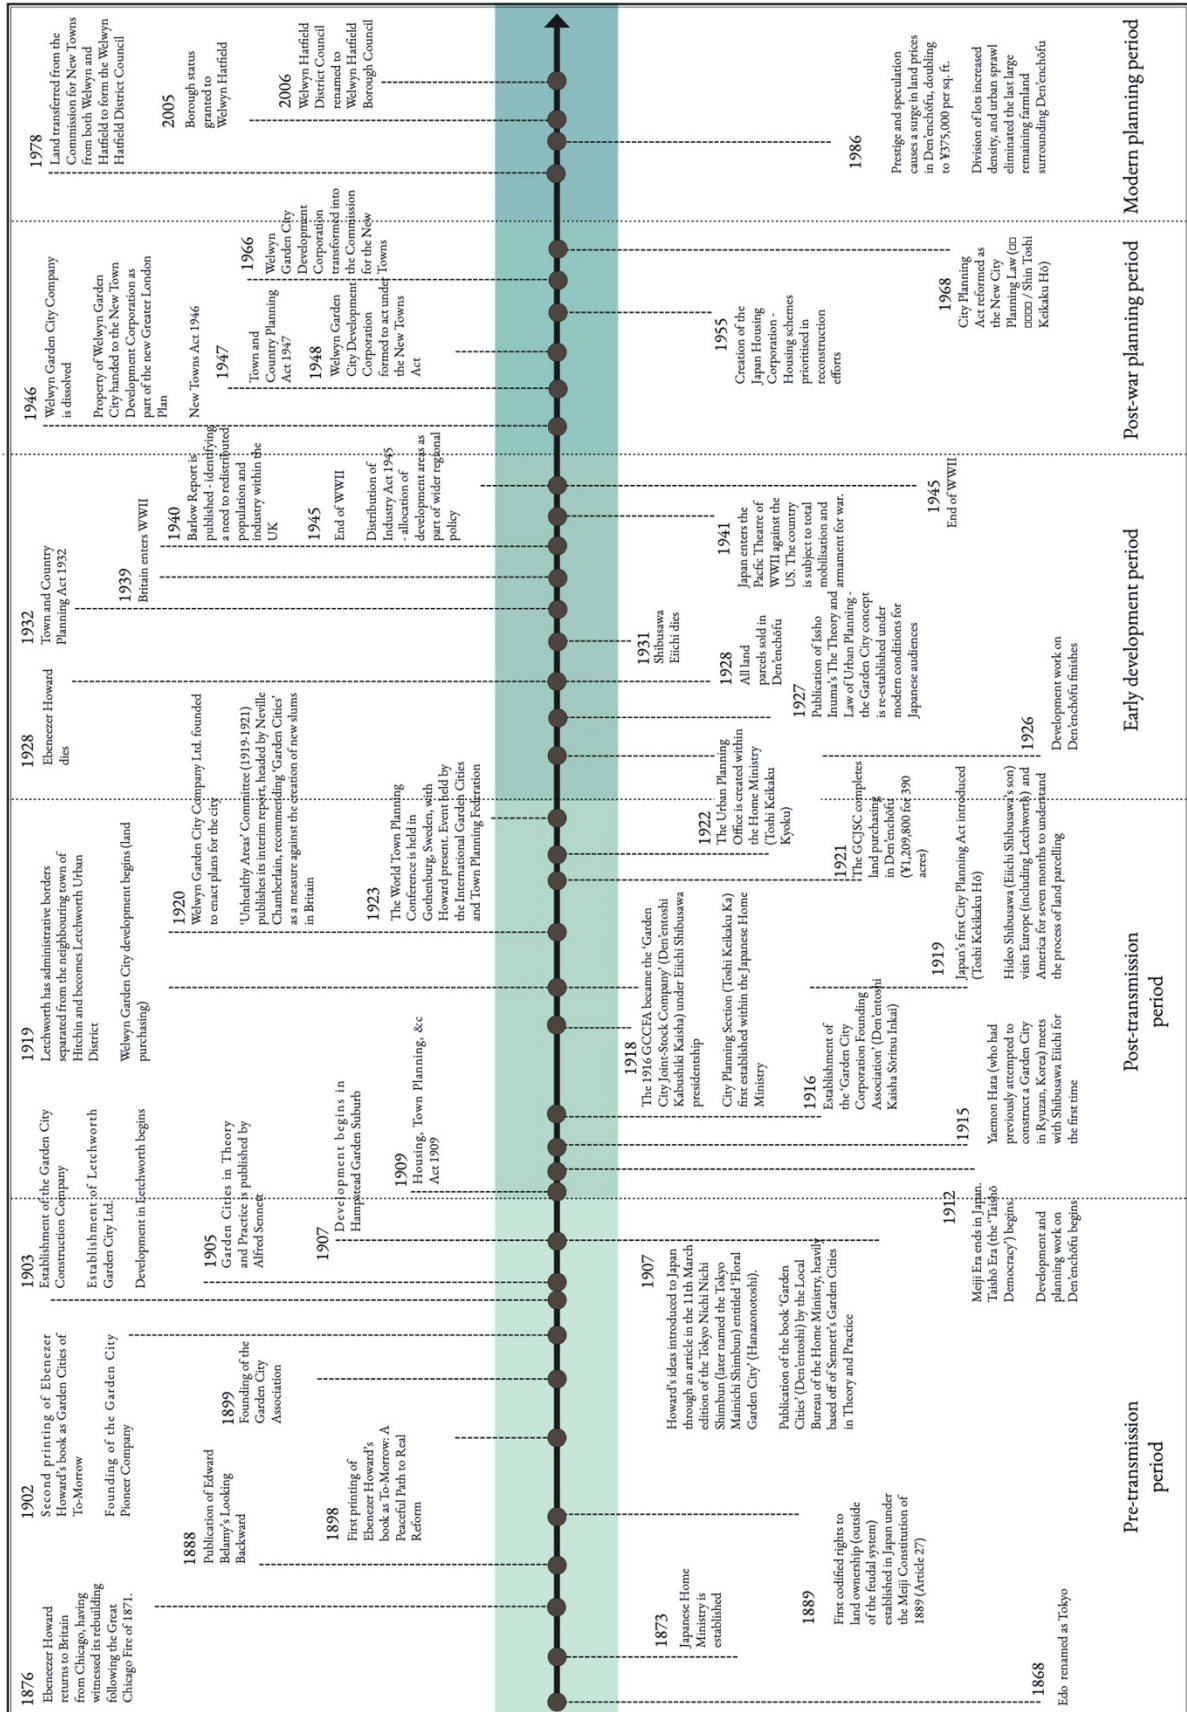 1876
Ebeneezer Howard
returns to Britain
from Chicago, having
witnessed its rebuilding
following the Great
Chicago Fire of 1871.
1888
Publication of Edward
Belamy's Looking
Backward
1898
First printing of
Ebenezer Howard's
book as To-Morrow: A
Peaceful Path to Real
Reform
1899
Founding of the
Garden City
Association
1902
Second printing of Ebenezer
Howard's book as Garden Cities of
To-Morrow
Founding of the Garden City
Pioneer Company
1903
Establishment of the Garden City
Construction Company
Establishment of Letchworth
Garden City Ltd.
Development in Letchworth begins
1905
Garden Cities in Theory
and Practice is published by
Alfred Sennett
1907
Development begins in
Hampstead Garden Suburb
1909
Housing, Town Planning, &c
Act 1909
1919
Letchworth has administrative borders
separated from the neighbouring town of
Hitchin and becomes Letchworth Urban
District
Welwyn Garden City development begins (land
purchasing)
1920
Welwyn Garden City Company Ltd. founded
to enact plans for the city
'Unhealthy Areas' Committee (1919-1921)
publishes is interim report, headed by Neville
Chamberlain, recommending 'Garden Cities'
as a measure against the creation of new slums
in Britain
1923
The World Town Planning
Conference is held in
Gothenburg, Sweden, with
Howard present. Event held by
the International Garden Cities
and Town Planning Federation
1928
Ebeneezer Howard
dies
1932
Town and Country
Planning Act 1932
1939
Britain enters WWII
1940
Barlow Report is
published - identifying
a need to redistributed
population and
industry within the
UK
1945
End of WWII
Distribution of
Industry Act 1945
- allocation of
development areas as
part of wider regional
policy
1946
Welwyn Garden City Company
is dissolved
Property of Welwyn Garden
City handed to the New Town
Development Corporation as
part of the new Greater London
Plan
New Towns Act 1946
1947
Town and
Country Planning
Act 1947
1948
Welwyn Garden
City Development
Corporation
formed to act under
the New Towns
Act
1966
Welwyn
Garden City
Development
Corporation
transformed into
the Commission
for the New
Towns
1978
Land transferred from the
Commission for New Towns
from both Welwyn and
Hatfield to form the Welwyn
Hatfield District Council
2005
Borough status
granted to
Welwyn Hatfield
2006
Welwyn Hatfield
District Council
renamed to
Welwyn Hatfield
Borough Council
1868
Edo renamed as Tokyo
1873
Japanese Home
Ministry is
established
1889
First codified rights to
land ownership (outside
of the feudal system)
established in Japan under
the Meiji Constitution of
1889 (Article 27)
1907
Howard's ideas introduced to Japan
through an article in the 11th March
edition of the Tokyo Nichi Nichi
Shimbun (later named the Tokyo
Mainichi Shimbun) entitled 'Floral
Garden City' (Hanazonotoshi).
Publication of the book 'Garden
Cities' (Den'entoshi) by the Local
Bureau of the Home Ministry, heavily
based off of Sennett's Garden Cities
in Theory and Practice
1912
Meiji Era ends in Japan.
Taishō Era (the 'Taishō
Democracy') begins.
Development and
planning work on
Den'enchōfu begins
1915
Yaemon Hata (who had
previously attempted to
construct a Garden City
in Ryuzan, Korea) meets
with Shibusawa Eiichi for
the first time
1916
Establishment of
the 'Garden City
Corporation Founding
Association' (Den'entoshi
Kaisha Sōritsu Inkai)
1918
The 1916 GCCFA became the 'Garden
City Joint-Stock Company' (Den'entoshi
Kabushiki Kaisha) under Eiichi Shibusawa
presidentship
City Planning Section (Toshi Keikaku Ka)
first established within the Japanese Home
Ministry
1919
Japan's first City Planning Act introduced
(Toshi Kekikaku Hō)
Hideo Shibusawa (Eiichi Shibusawa's son)
visits Europe (including Letchworth) and
America for seven months to understand
the process of land parcelling
1921
The GCJSC completes
land purchasing
in Den'enchōfu
(¥1,209,800 for 390
acres)
1922
The Urban Planning
Office is created within
the Home Ministry
(Toshi Keikaku
Kyoku)
1926
Development work on
Den'enchōfu finishes
1927
Publication of Issho
Inuma's The Theory and
Law of Urban Planning -
the Garden City concept
is re-established under
modern conditions for
Japanese audiences
1928
All land
parcels sold in
Den'enchōfu
1931
Shibusawa
Eiichi dies
1941
Japan enters the
Pacfic Theatre of
WWII against the
US. The country
is subject to total
mobilisation and
armament for war.
1945
End of WWII
1955
Creation of the
Japan Housing
Corporation -
Housing schemes
prioritised in
reconstruction
efforts
1968
City Planning
Act reformed as
the New City
Planning Law (□□
□□□□ / Shin Toshi
Keikaku Hō)
1986
Prestige and speculation
causes a surge in land prices
in Den'enchōfu, doubling
to ¥375,000 per sq. ft.
Division of lots increased
density, and urban sprawl
eliminated the last large
remaining farmland
surrounding Den'enchōfu
Pre-transmission
period
Post-transmission
period
Early development period
Post-war planning period
Modern planning period